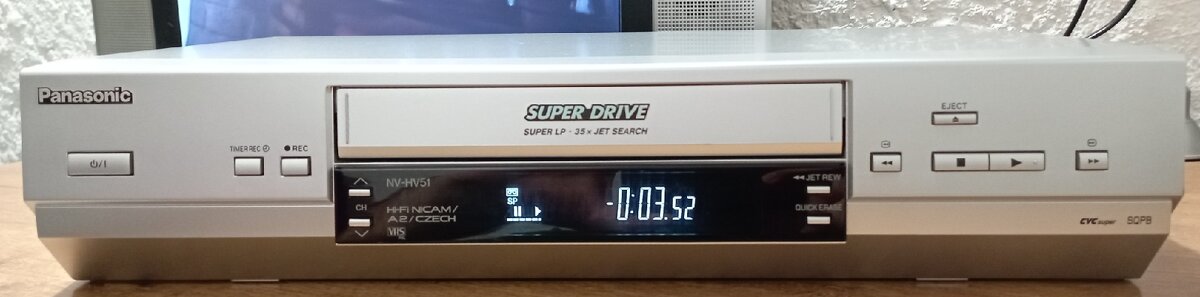 Panasonic
⏻/I
TIMER REC
REC
SUPER DRIVE
SUPER LP · 35x JET SEARCH
EJECT
NV-HV51
CH
Hi-Fi NICAM /
A2 / CZECH
VHS
SP
-0:03.52
JET REW
QUICK ERASE
CVC super
SQPB